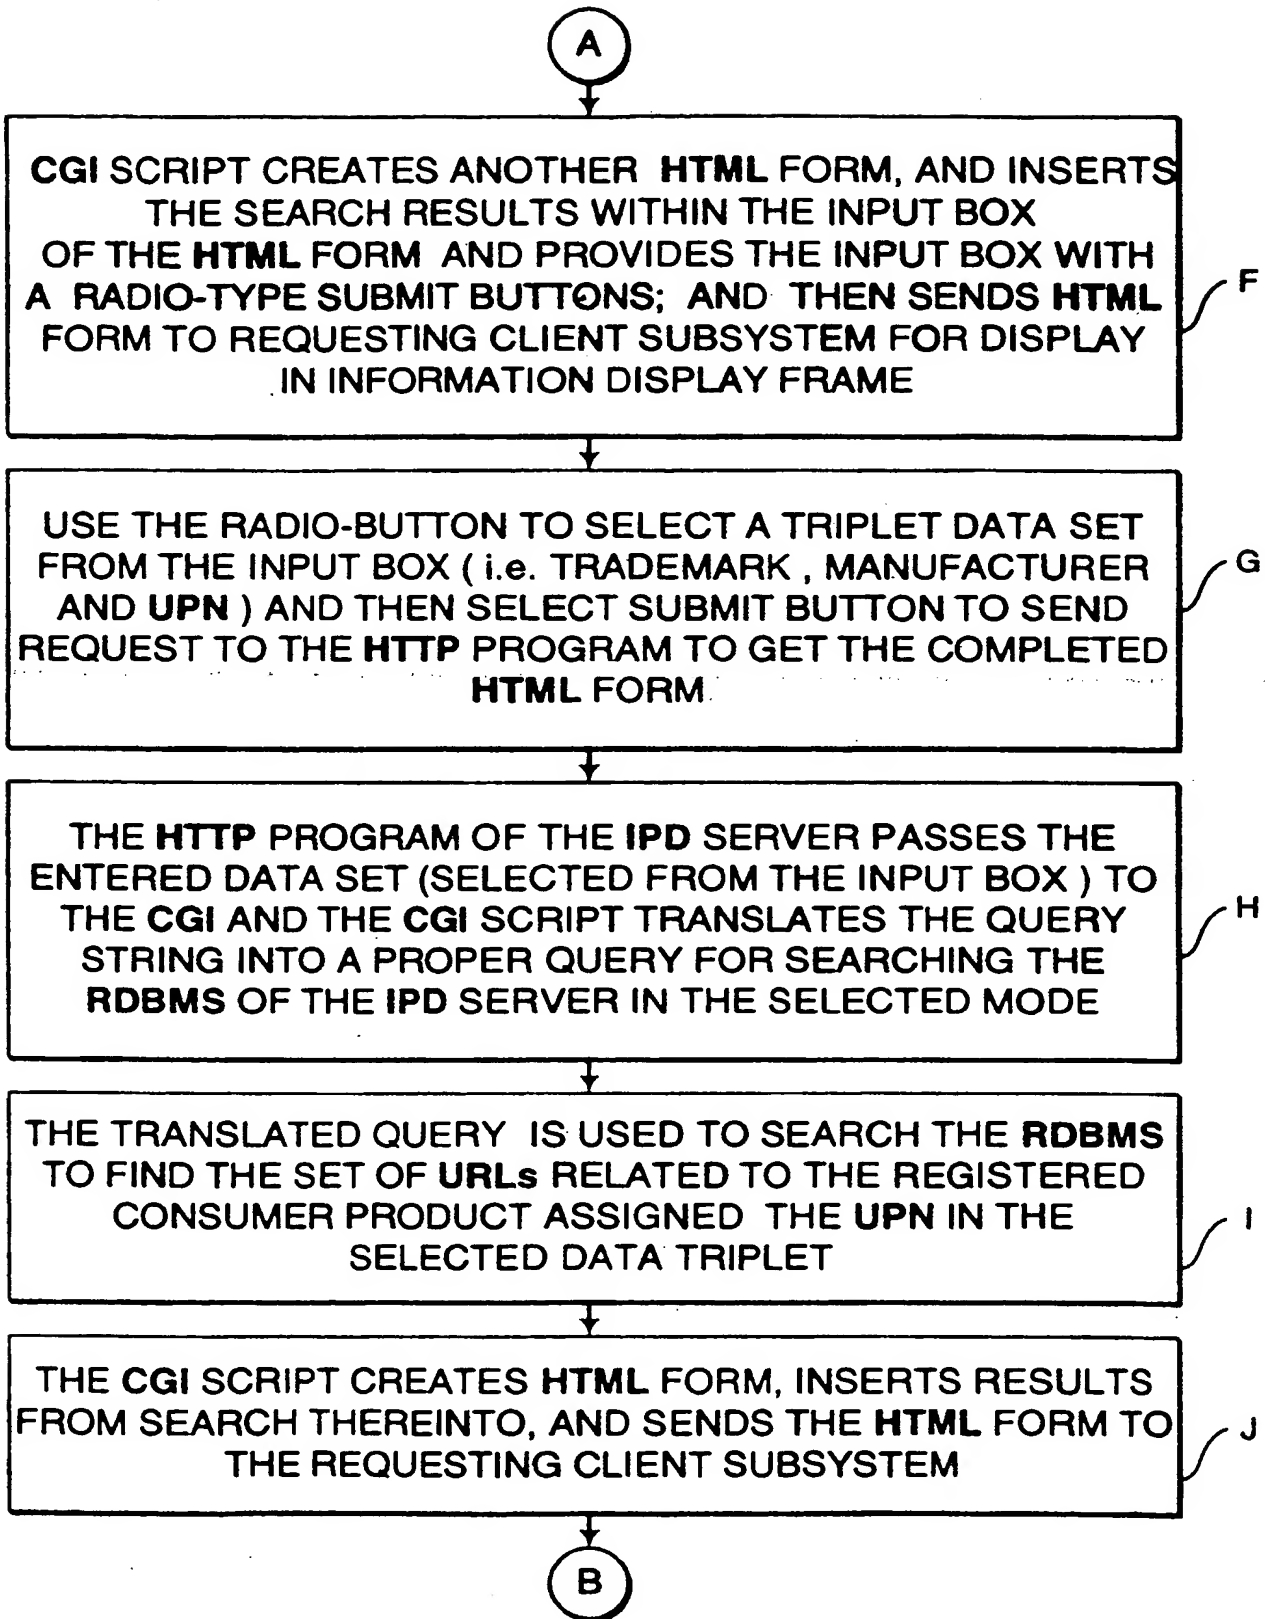 A
CGI SCRIPT CREATES ANOTHER HTML FORM, AND INSERTS
THE SEARCH RESULTS WITHIN THE INPUT BOX
OF THE HTML FORM AND PROVIDES THE INPUT BOX WITH
A RADIO-TYPE SUBMIT BUTTONS; AND THEN SENDS HTML
FORM TO REQUESTING CLIENT SUBSYSTEM FOR DISPLAY
IN INFORMATION DISPLAY FRAME
F
USE THE RADIO-BUTTON TO SELECT A TRIPLET DATA SET
FROM THE INPUT BOX ( i.e. TRADEMARK , MANUFACTURER
AND UPN ) AND THEN SELECT SUBMIT BUTTON TO SEND
REQUEST TO THE HTTP PROGRAM TO GET THE COMPLETED
HTML FORM
G
THE HTTP PROGRAM OF THE IPD SERVER PASSES THE
ENTERED DATA SET (SELECTED FROM THE INPUT BOX ) TO
THE CGI AND THE CGI SCRIPT TRANSLATES THE QUERY
STRING INTO A PROPER QUERY FOR SEARCHING THE
RDBMS OF THE IPD SERVER IN THE SELECTED MODE
H
THE TRANSLATED QUERY IS USED TO SEARCH THE RDBMS
TO FIND THE SET OF URLs RELATED TO THE REGISTERED
CONSUMER PRODUCT ASSIGNED THE UPN IN THE
SELECTED DATA TRIPLET
I
THE CGI SCRIPT CREATES HTML FORM, INSERTS RESULTS
FROM SEARCH THEREINTO, AND SENDS THE HTML FORM TO
THE REQUESTING CLIENT SUBSYSTEM
J
B